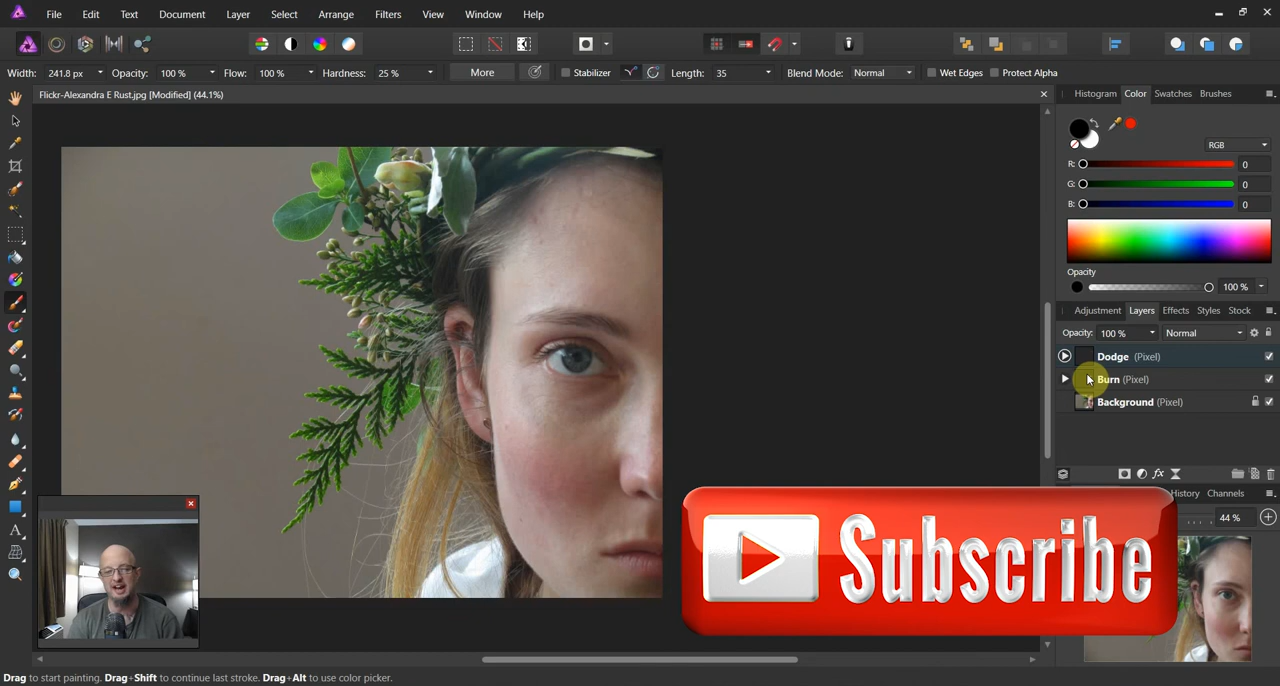 File Edit Text Document Layer Select Arrange Filters View Window Help
Width: 241.8 px Opacity: 100 % Flow: 100 % Hardness: 25 % More Stabilizer Length: 35 Blend Mode: Normal Wet Edges Protect Alpha
Flickr-Alexandra E Rust.jpg [Modified] (44.1%)
Histogram Color Swatches Brushes
RGB
R: 0
G: 0
B: 0
Opacity
100 %
Adjustment Layers Effects Styles Stock
Opacity: 100 % Normal
Dodge (Pixel)
Burn (Pixel)
Background (Pixel)
History Channels
44 %
Subscribe
Drag to start painting. Drag+Shift to continue last stroke. Drag+Alt to use color picker.